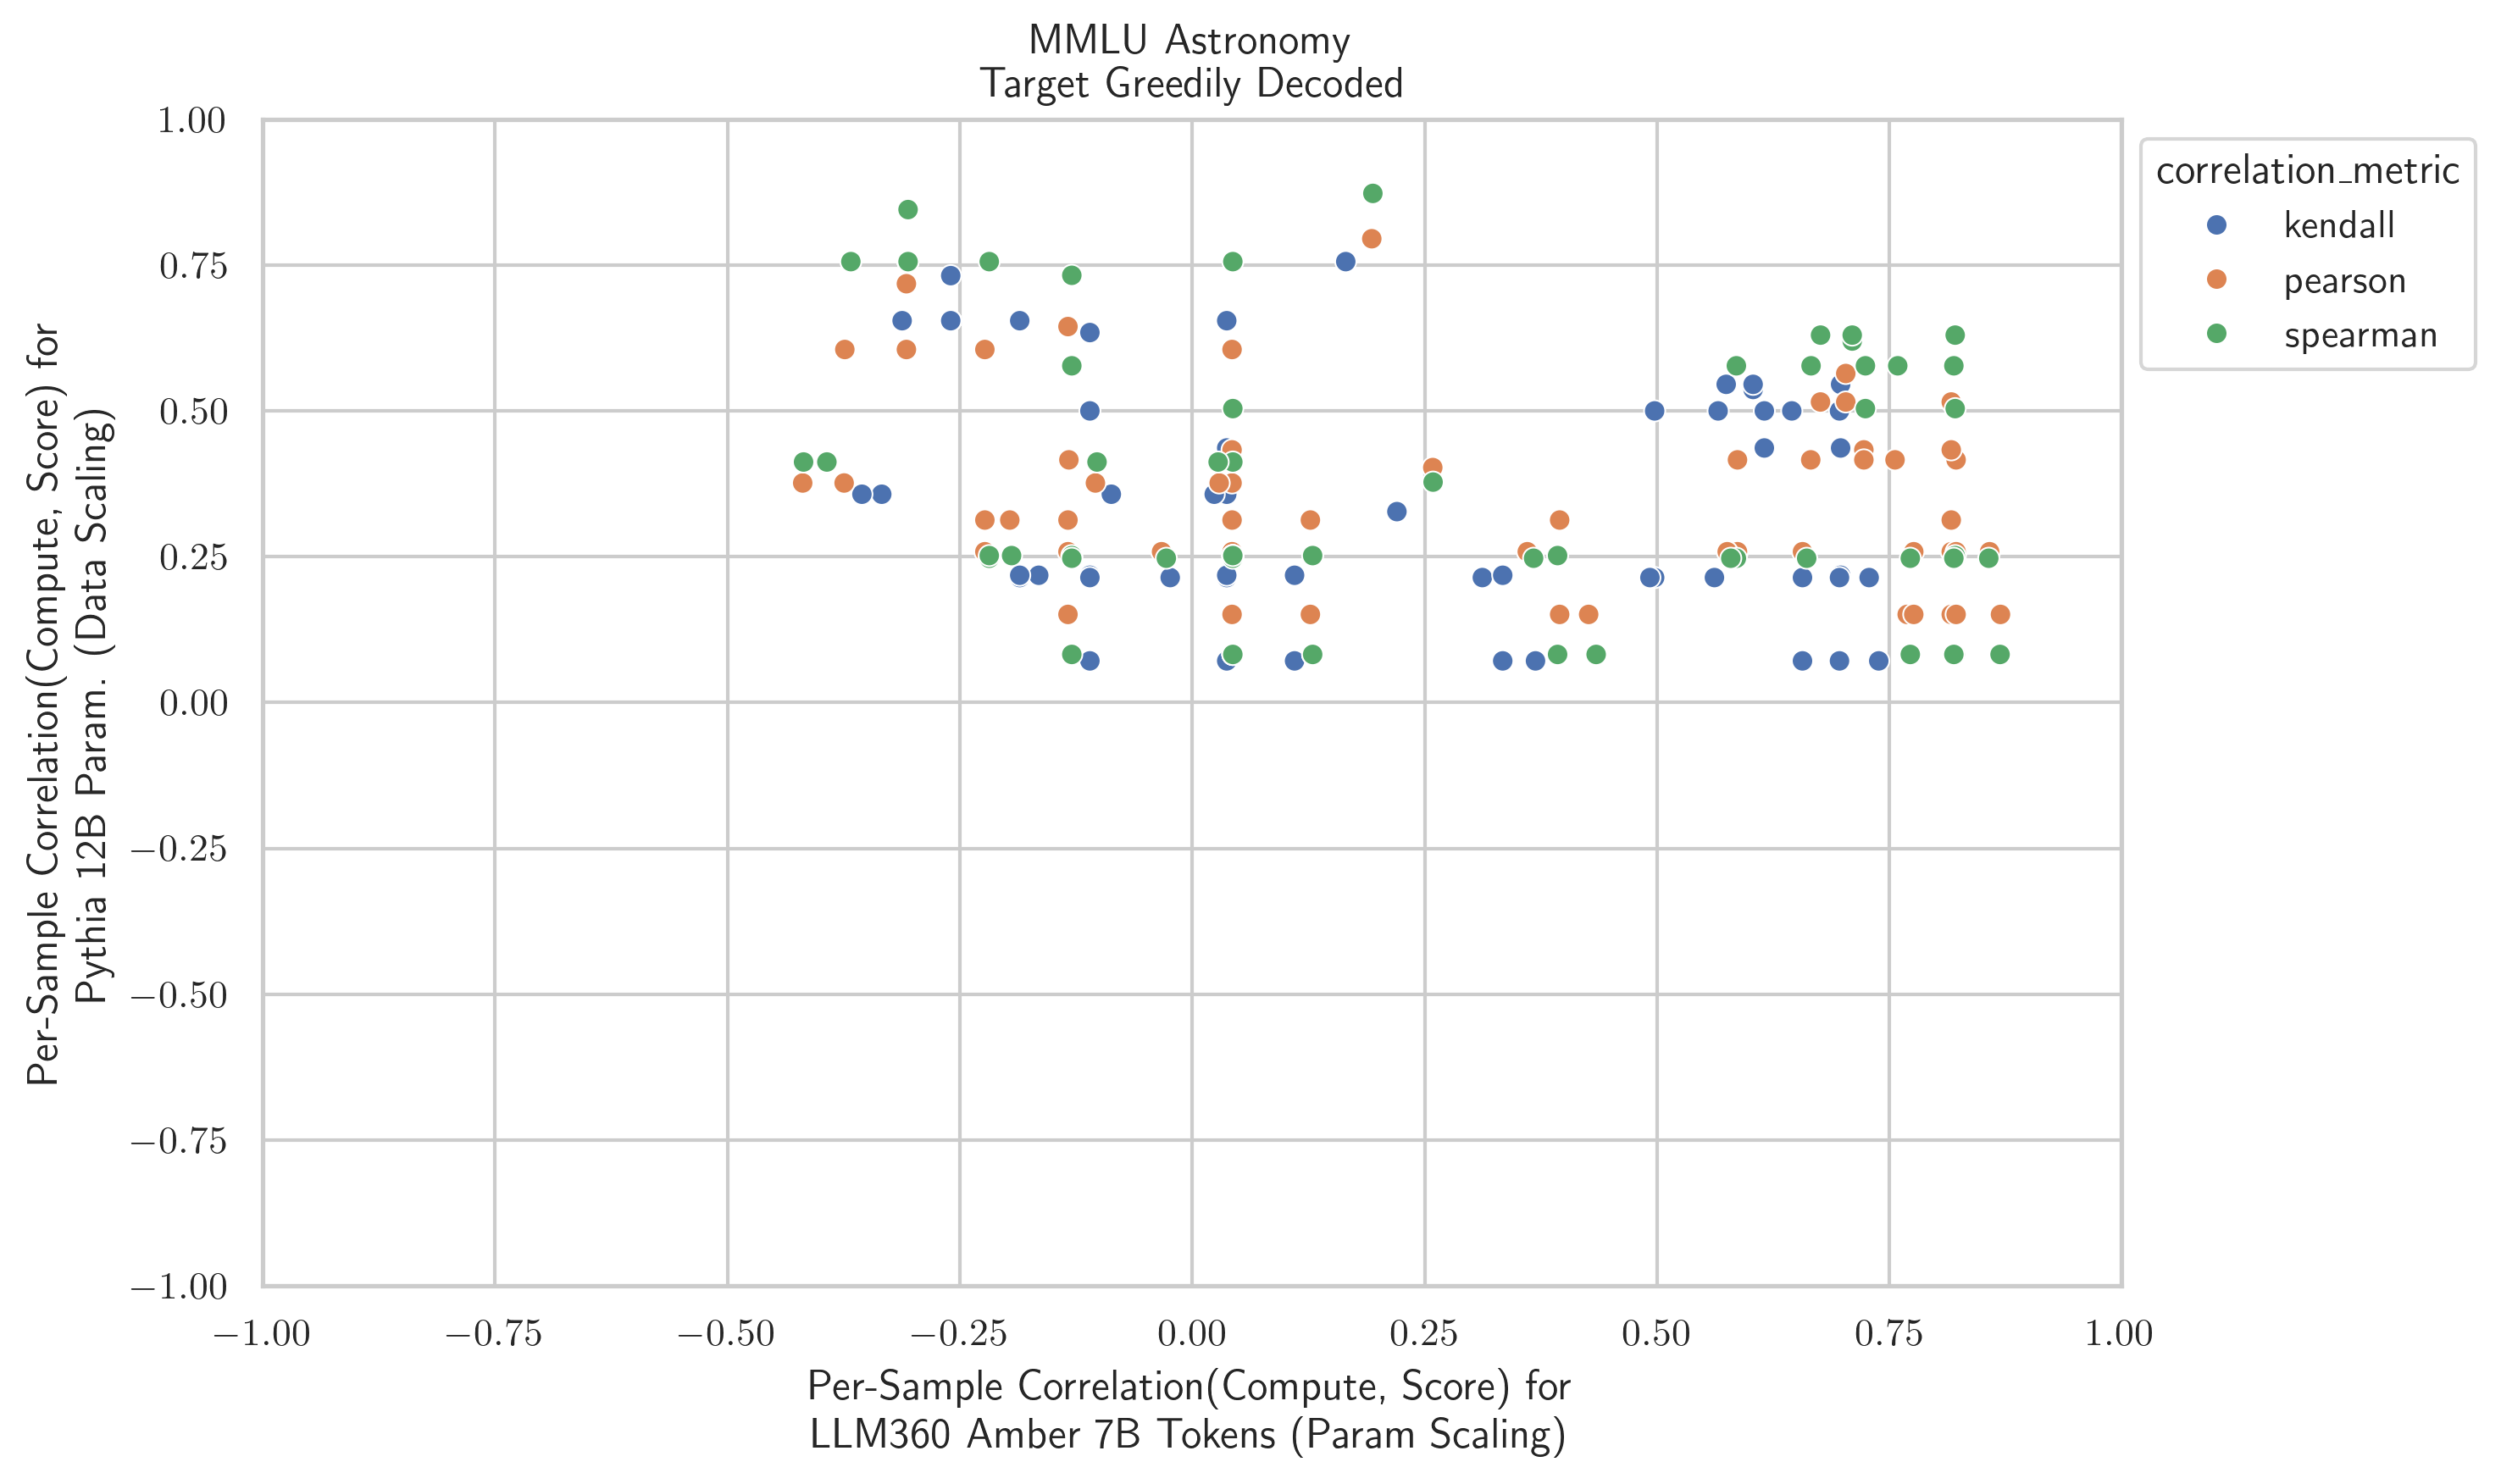 MMLU Astronomy
Target Greedily Decoded
1.00
0.75
0.50
0.25
0.00
−0.25
−0.50
−0.75
−1.00
Per-Sample Correlation(Compute, Score) for
Pythia 12B Param. (Data Scaling)
correlation_metric
kendall
pearson
spearman
−1.00
−0.75
−0.50
−0.25
0.00
0.25
0.50
0.75
1.00
Per-Sample Correlation(Compute, Score) for
LLM360 Amber 7B Tokens (Param Scaling)